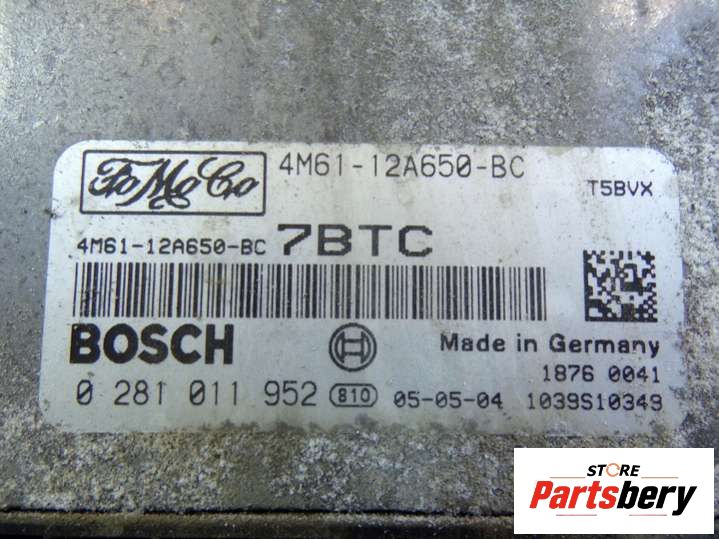 FoMoCo 4M61-12A650-BC
T5BVX
4M61-12A650-BC 7BTC
BOSCH
Made in Germany
1876 0041
0 281 011 952 810 05-05-04 1039S10349
STORE
Partsbery